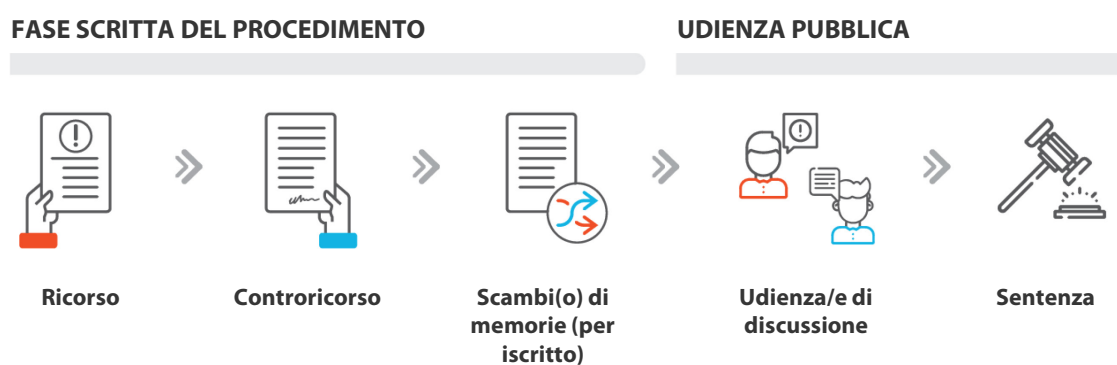 FASE SCRITTA DEL PROCEDIMENTO
UDIENZA PUBBLICA
Ricorso
Controricorso
Scambi(o) di
memorie (per
iscritto)
Udienza/e di
discussione
Sentenza